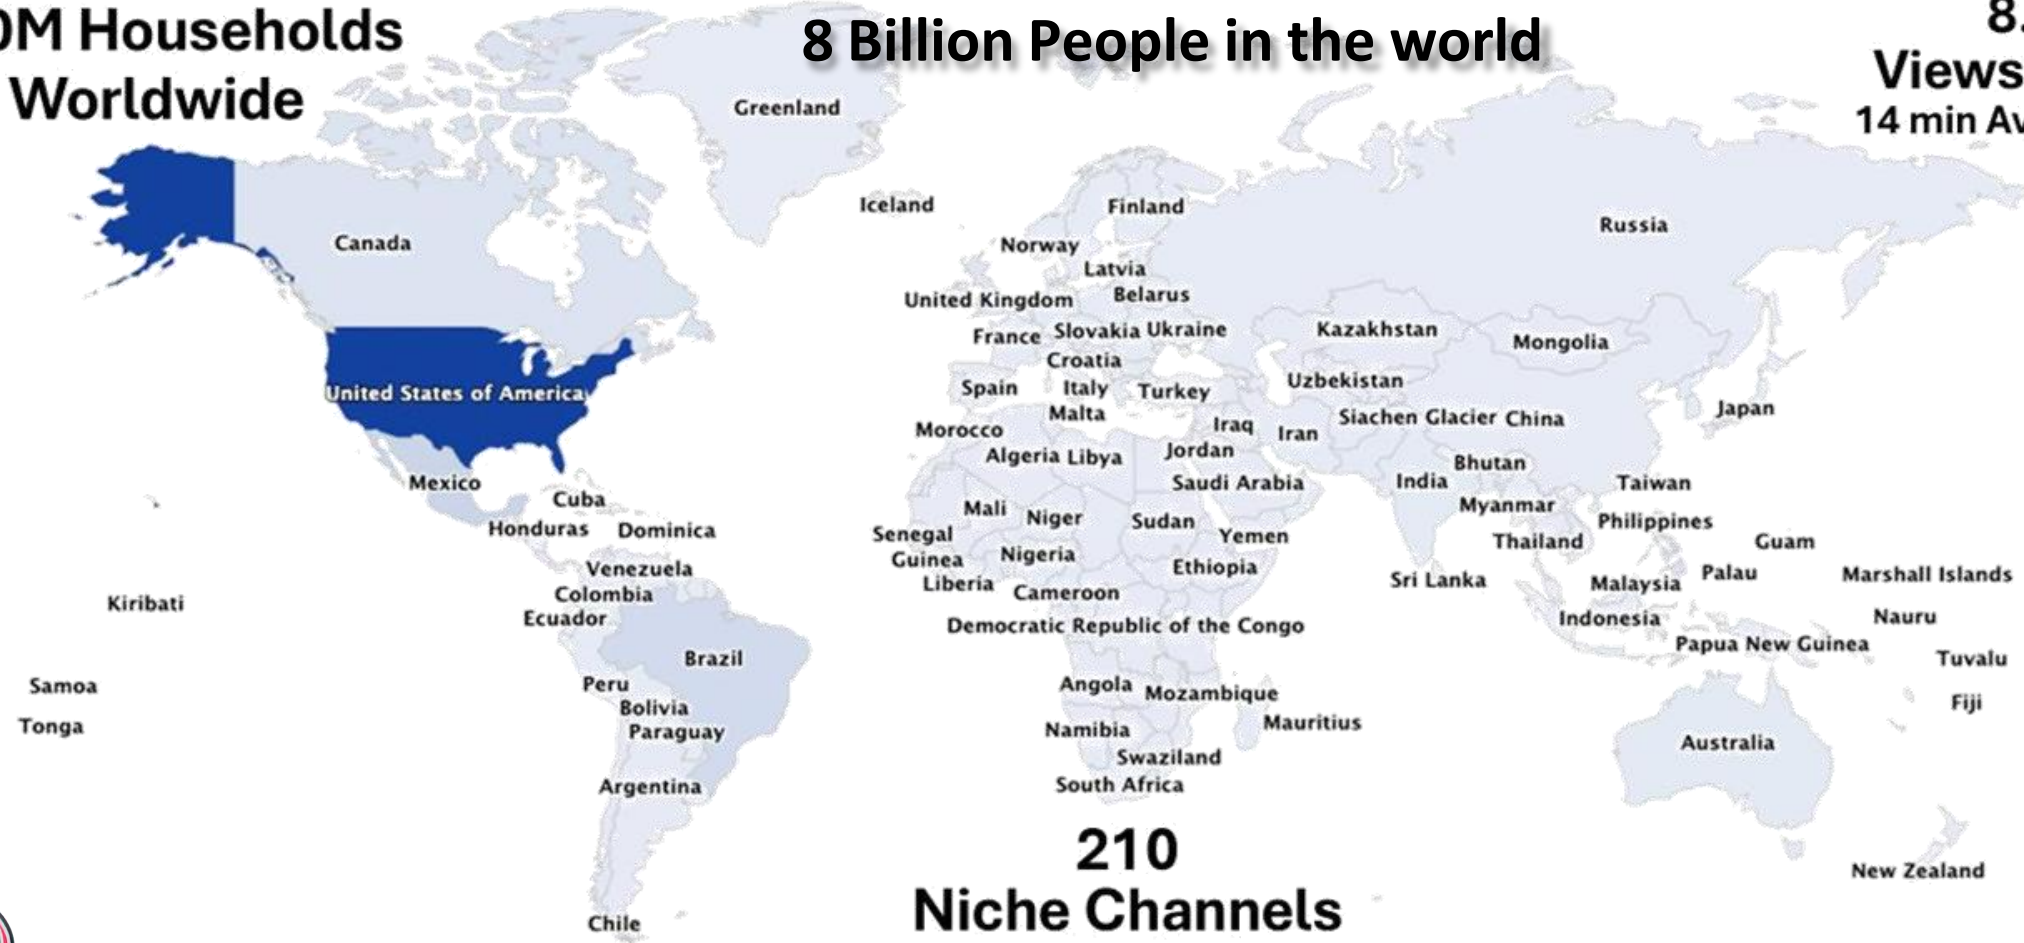 0M Households
Worldwide
8 Billion People in the world
8.
Views
14 min Av
Greenland
Iceland
Finland
Russia
Canada
Norway
Latvia
United Kingdom
Belarus
France
Slovakia
Ukraine
Kazakhstan
Mongolia
Croatia
Spain
Italy
Turkey
Uzbekistan
United States of America
Malta
Siachen Glacier
China
Japan
Morocco
Iraq
Iran
Algeria
Libya
Jordan
Bhutan
Mexico
Saudi Arabia
India
Taiwan
Cuba
Mali
Niger
Sudan
Myanmar
Philippines
Honduras
Dominica
Senegal
Yemen
Thailand
Guam
Guinea
Nigeria
Venezuela
Ethiopia
Liberia
Sri Lanka
Malaysia
Palau
Marshall Islands
Colombia
Cameroon
Kiribati
Ecuador
Democratic Republic of the Congo
Indonesia
Nauru
Papua New Guinea
Brazil
Tuvalu
Samoa
Peru
Angola
Mozambique
Bolivia
Fiji
Tonga
Paraguay
Namibia
Mauritius
Australia
Swaziland
Argentina
South Africa
210
Niche Channels
New Zealand
Chile